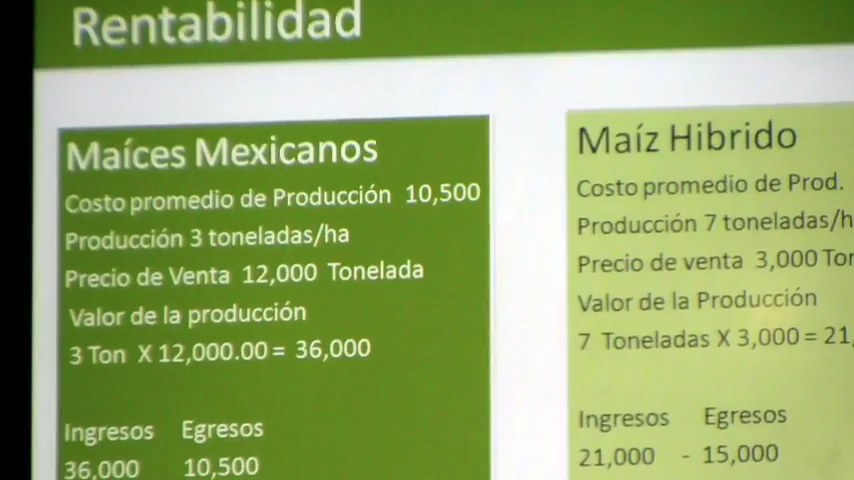 Rentabilidad
Maíces Mexicanos
Costo promedio de Producción 10,500
Producción 3 toneladas/ha
Precio de Venta 12,000 Tonelada
Valor de la producción
3 Ton X 12,000.00 = 36,000
Ingresos Egresos
36,000 10,500
Maíz Hibrido
Costo promedio de Prod.
Producción 7 toneladas/h
Precio de venta 3,000 Ton
Valor de la Producción
7 Toneladas X 3,000 = 21,
Ingresos Egresos
21,000 - 15,000